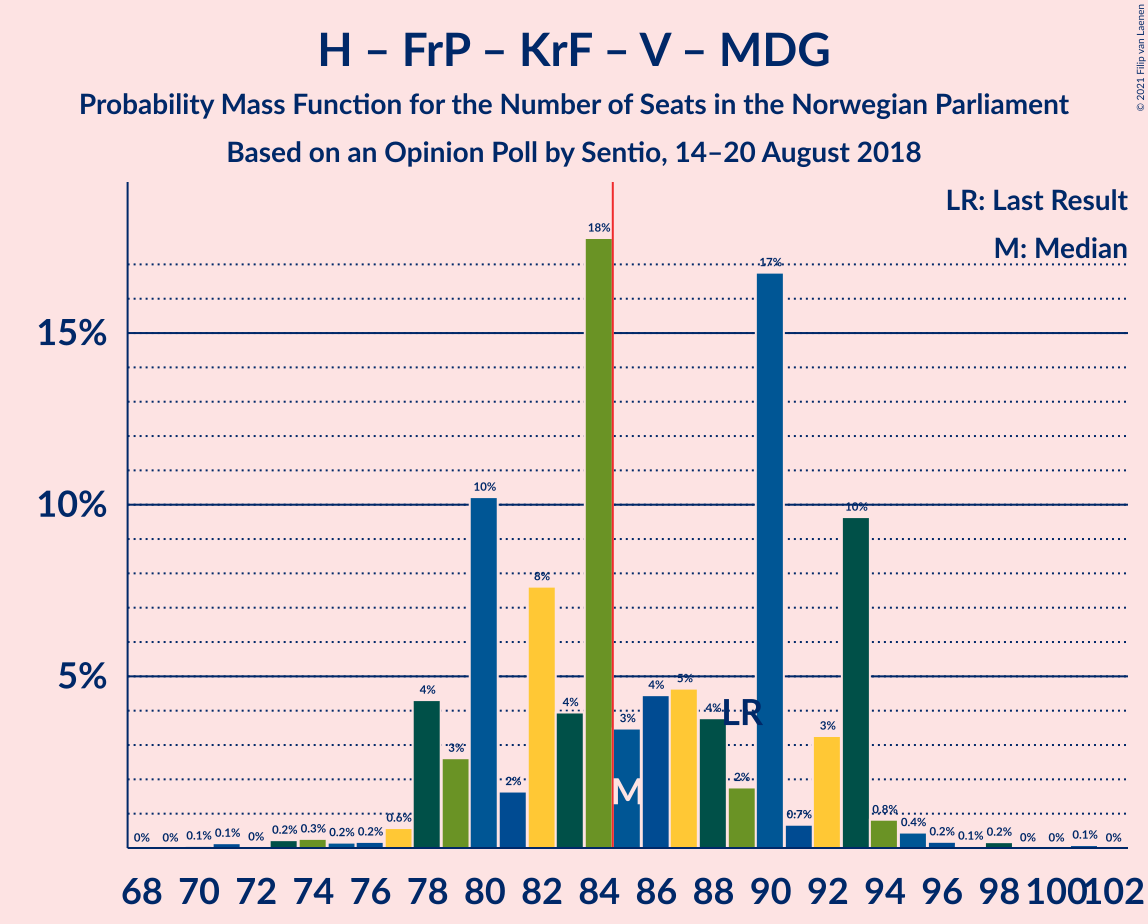 H – FrP – KrF – V – MDG
Probability Mass Function for the Number of Seats in the Norwegian Parliament
Based on an Opinion Poll by Sentio, 14–20 August 2018
© 2021 Filip van Laenen
LR: Last Result
M: Median
15%
10%
5%
0% 0% 0.1% 0.1% 0% 0.2% 0.3% 0.2% 0.2% 0.6% 4% 3% 10% 2% 8% 4% 18% 3% 4% 5% 4% 2% 17% 0.7% 3% 10% 0.8% 0.4% 0.2% 0.1% 0.2% 0% 0% 0.1% 0%
LR
M
68 70 72 74 76 78 80 82 84 86 88 90 92 94 96 98 100 102